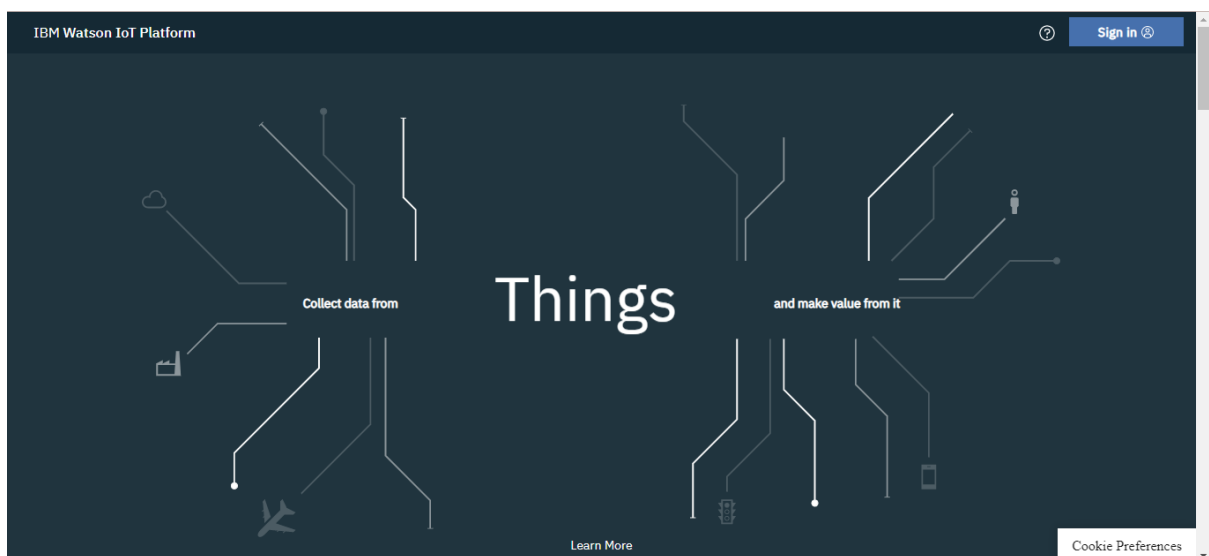 IBM Watson IoT Platform
Sign in
Collect data from
Things
and make value from it
Learn More
Cookie Preferences